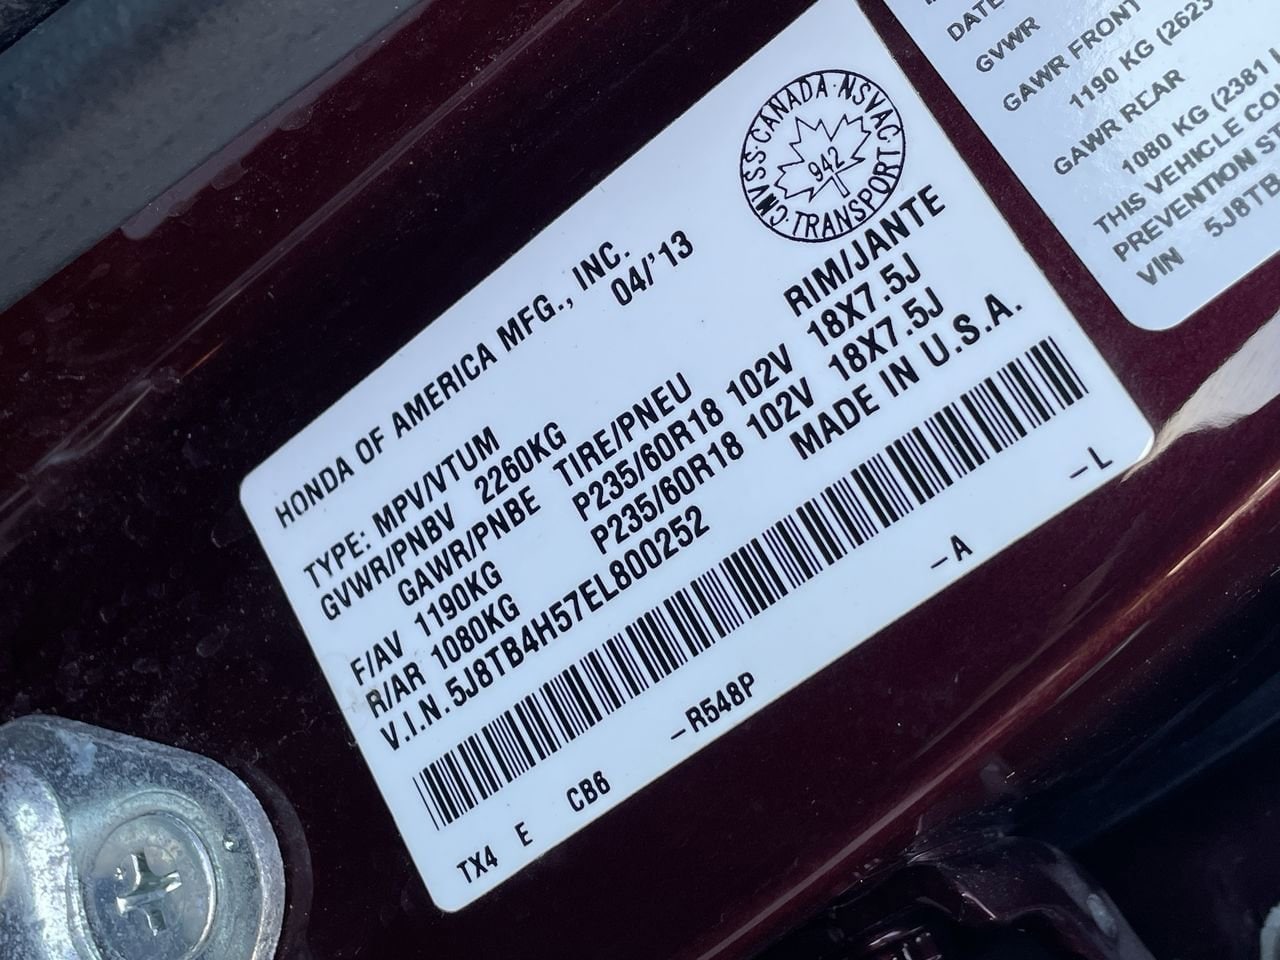 HONDA OF AMERICA MFG., INC.
04/'13
CMVSS·CANADA·NSVAC
TRANSPORT
942
TYPE: MPV/VTUM
GVWR/PNBV 2260KG
GAWR/PNBE TIRE/PNEU RIM/JANTE
F/AV 1190KG P235/60R18 102V 18X7.5J
R/AR 1080KG P235/60R18 102V 18X7.5J
V.I.N. 5J8TB4H57EL800252 MADE IN U.S.A.
TX4 E CB6 –R548P –A –L
DATE
GVWR
GAWR FRONT
1190 KG (2623
GAWR REAR
1080 KG (2381
THIS VEHICLE
PREVENTION
VIN 5J8TB